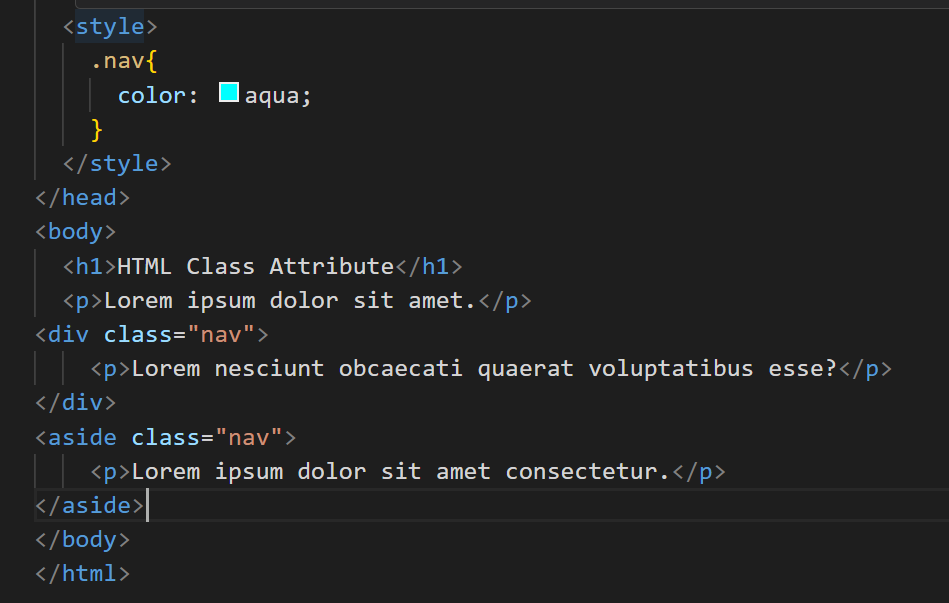 <style>
.nav{
color: aqua;
}
</style>
</head>
<body>
<h1>HTML Class Attribute</h1>
<p>Lorem ipsum dolor sit amet.</p>
<div class="nav">
<p>Lorem nesciunt obcaecati quaerat voluptatibus esse?</p>
</div>
<aside class="nav">
<p>Lorem ipsum dolor sit amet consectetur.</p>
</aside>
</body>
</html>